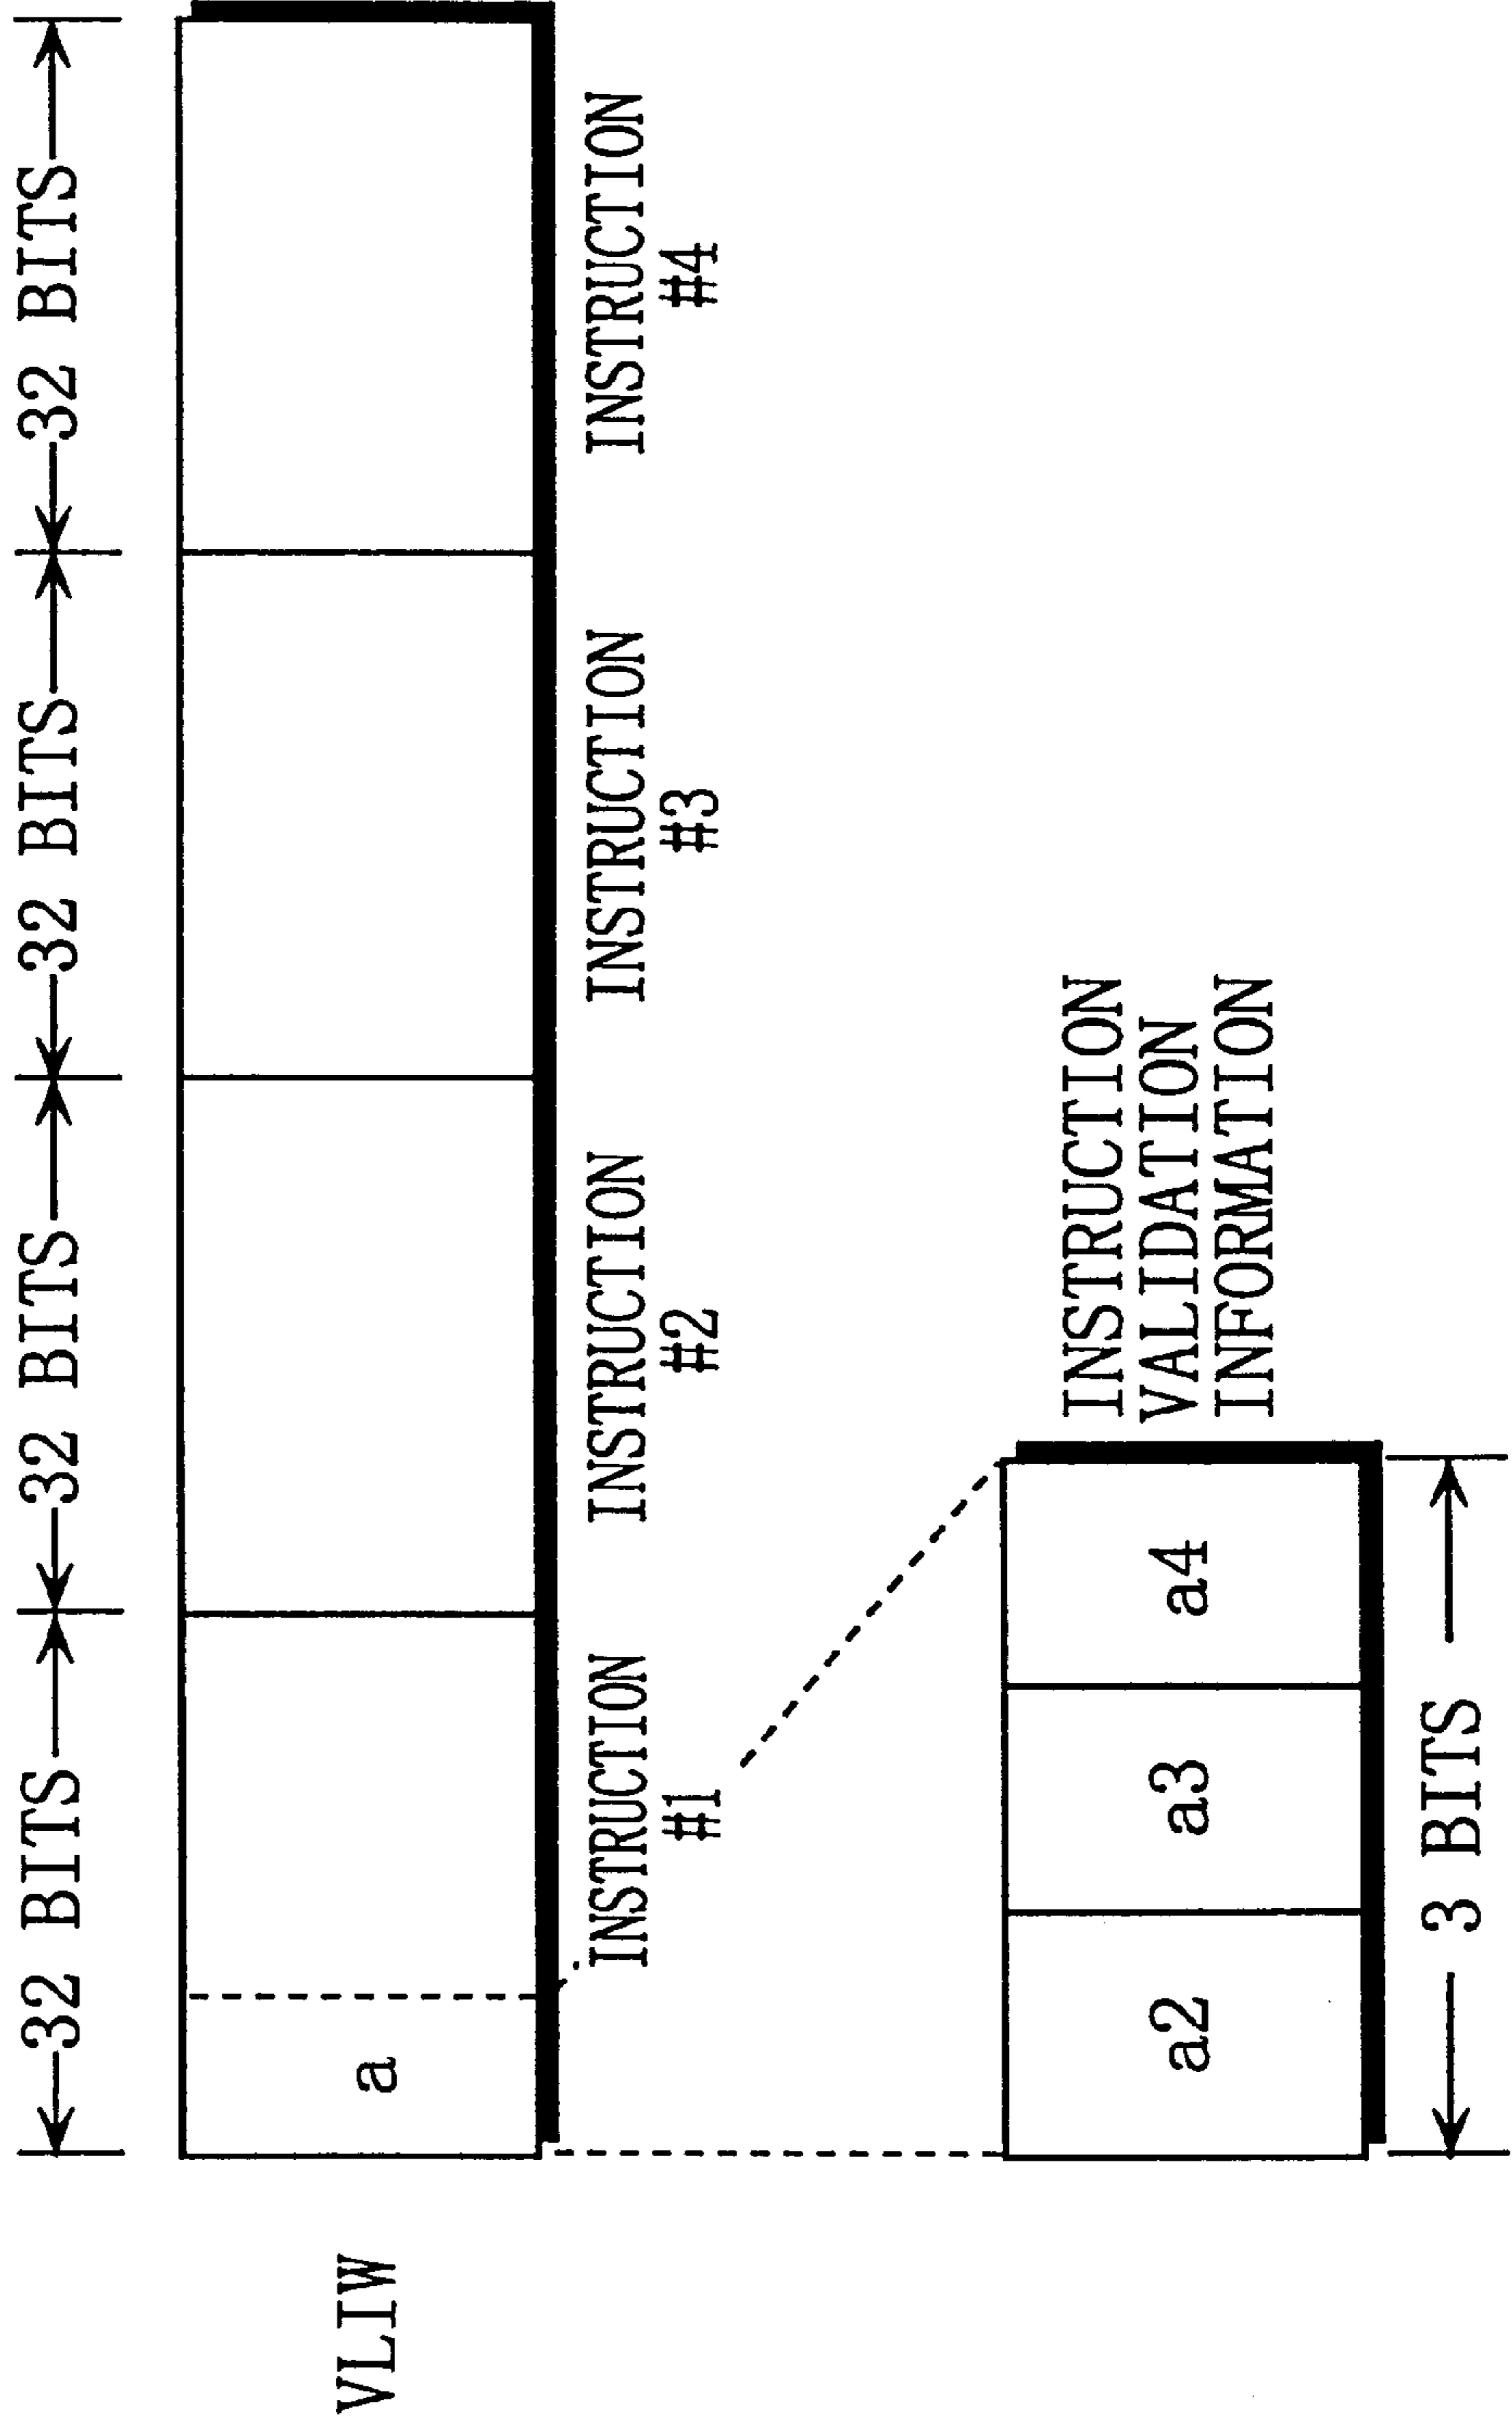 32 BITS 32 BITS 32 BITS 32 BITS
VLIW
a
INSTRUCTION #1
INSTRUCTION #2
INSTRUCTION #3
INSTRUCTION #4
INSTRUCTION
VALIDATION
INFORMATION
a2 a3 a4
3 BITS